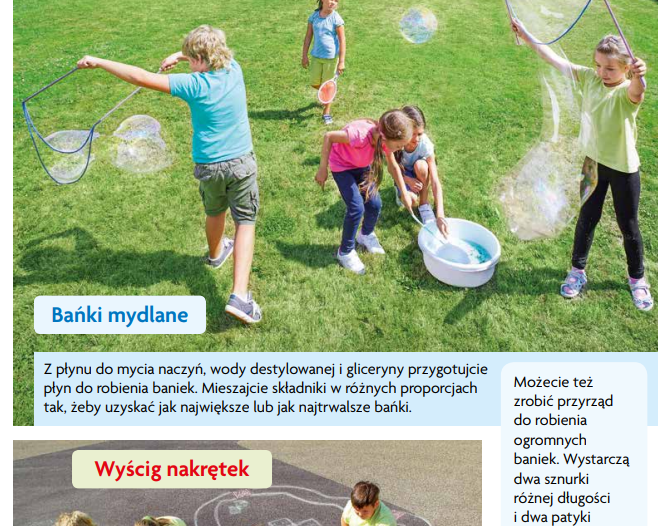 Bańki mydlane
Z płynu do mycia naczyń, wody destylowanej i gliceryny przygotujcie
płyn do robienia baniek. Mieszajcie składniki w różnych proporcjach
tak, żeby uzyskać jak największe lub jak najtrwalsze bańki.
Możecie też
zrobić przyrząd
do robienia
ogromnych
baniek. Wystarczą
dwa sznurki
różnej długości
i dwa patyki
Wyścig nakrętek